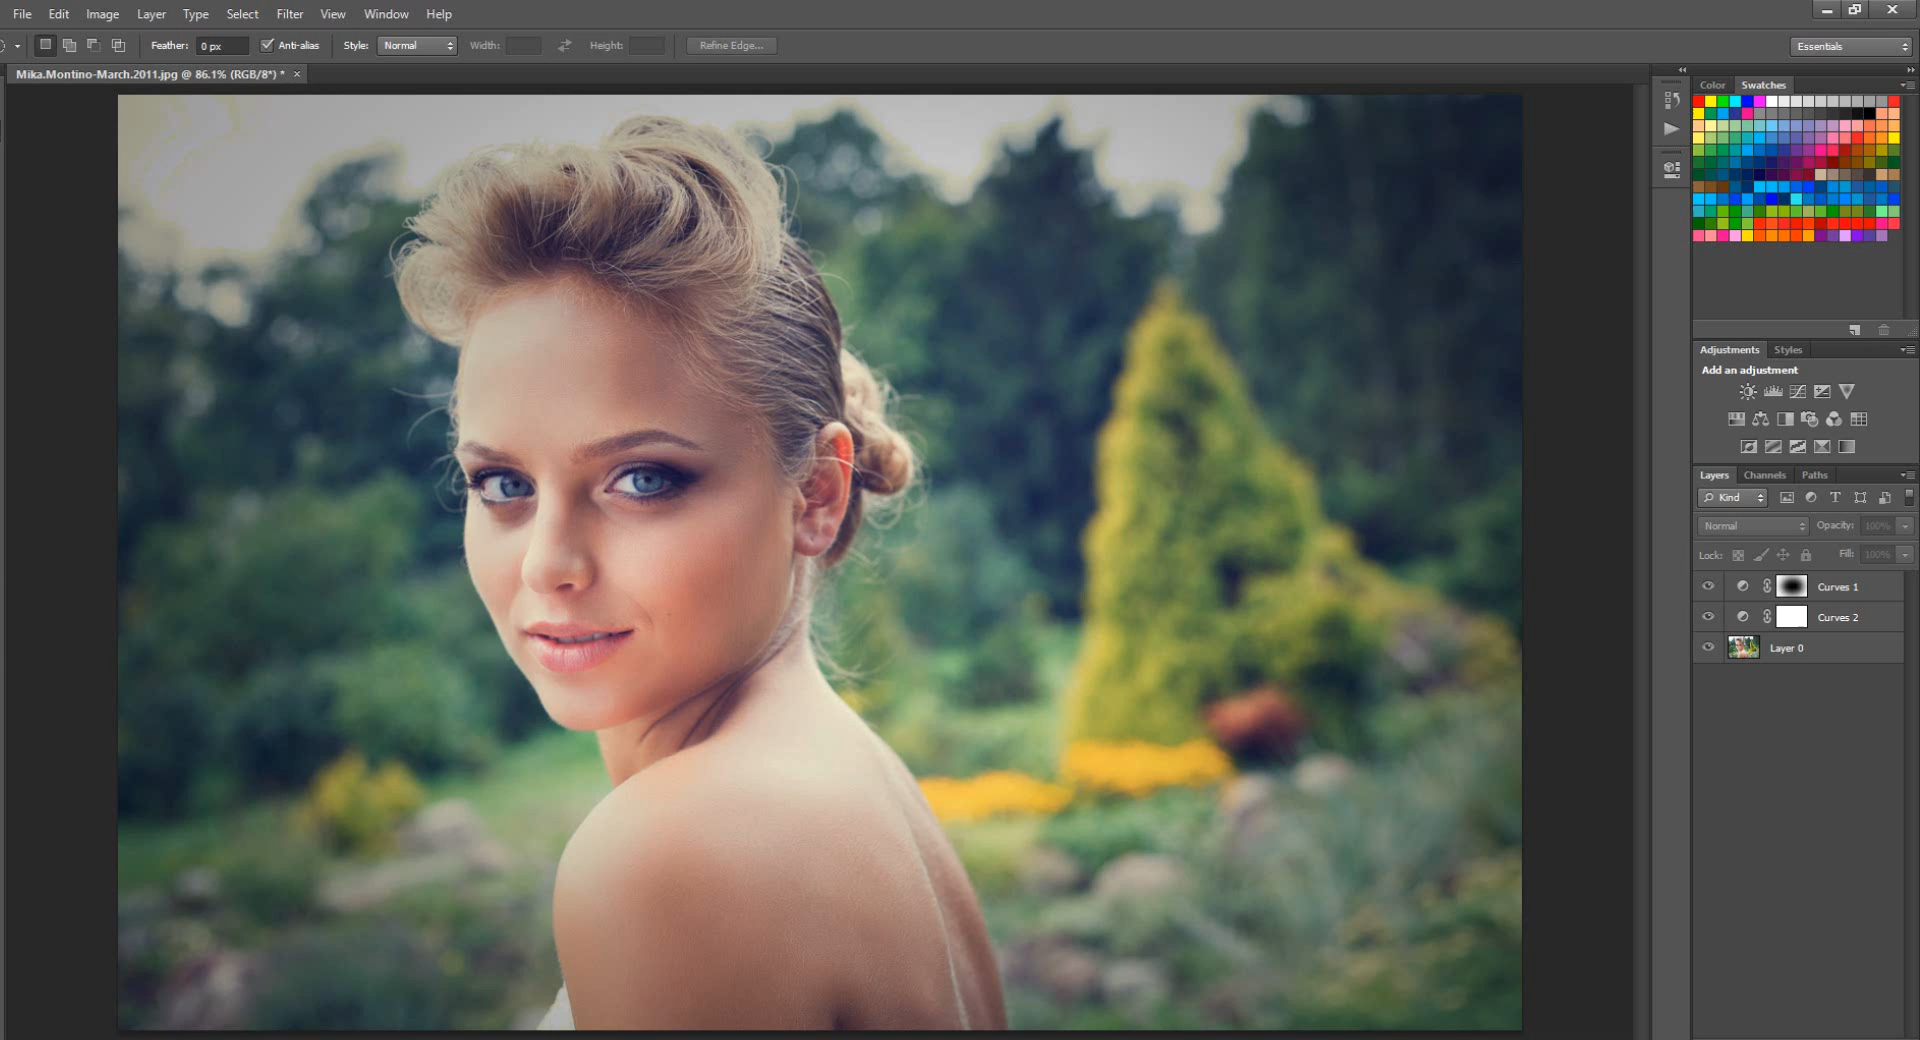 File Edit Image Layer Type Select Filter View Window Help
Feather: 0 px Anti-alias Style: Normal Width: Height: Refine Edge... Essentials
Mika.Montino-March.2011.jpg @ 86.1% (RGB/8*) * ×
Color Swatches
Adjustments Styles
Add an adjustment
Layers Channels Paths
Kind
Normal Opacity: 100%
Lock: Fill: 100%
Curves 1
Curves 2
Layer 0